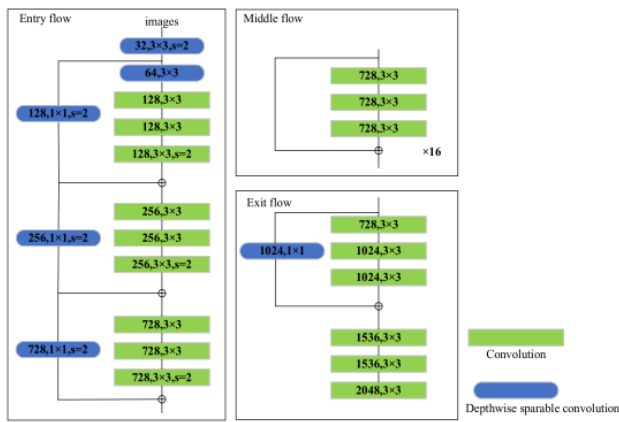 Entry flow
images
32,3×3,s=2
64,3×3
128,3×3
128,1×1,s=2
128,3×3
128,3×3,s=2
256,3×3
256,1×1,s=2
256,3×3
256,3×3,s=2
728,3×3
728,1×1,s=2
728,3×3
728,3×3,s=2
Middle flow
728,3×3
728,3×3
728,3×3
×16
Exit flow
728,3×3
1024,1×1
1024,3×3
1024,3×3
1536,3×3
1536,3×3
2048,3×3
Convolution
Depthwise sparable convolution